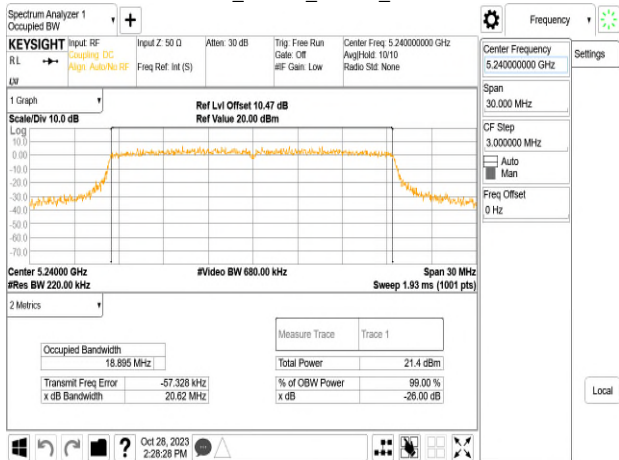 Spectrum Analyzer 1
Occupied BW
KEYSIGHT
RL
LXI
Input: RF
Coupling: DC
Align: Auto/No RF
Input Z: 50 Ω
Freq Ref: Int (S)
Atten: 30 dB
Trig: Free Run
Gate: Off
#IF Gain: Low
Center Freq: 5.240000000 GHz
Avg|Hold: 10/10
Radio Std: None
1 Graph
Scale/Div 10.0 dB
Ref Lvl Offset 10.47 dB
Ref Value 20.00 dBm
Log
10.0
0.00
-10.0
-20.0
-30.0
-40.0
-50.0
-60.0
-70.0
Center 5.24000 GHz
#Res BW 220.00 kHz
#Video BW 680.00 kHz
Span 30 MHz
Sweep 1.93 ms (1001 pts)
2 Metrics
Measure Trace Trace 1
Occupied Bandwidth
18.895 MHz
Total Power 21.4 dBm
Transmit Freq Error -57.328 kHz
% of OBW Power 99.00 %
x dB Bandwidth 20.62 MHz
x dB -26.00 dB
Oct 28, 2023
2:28:28 PM
Frequency
Center Frequency
5.240000000 GHz
Settings
Span
30.000 MHz
CF Step
3.000000 MHz
Auto
Man
Freq Offset
0 Hz
Local